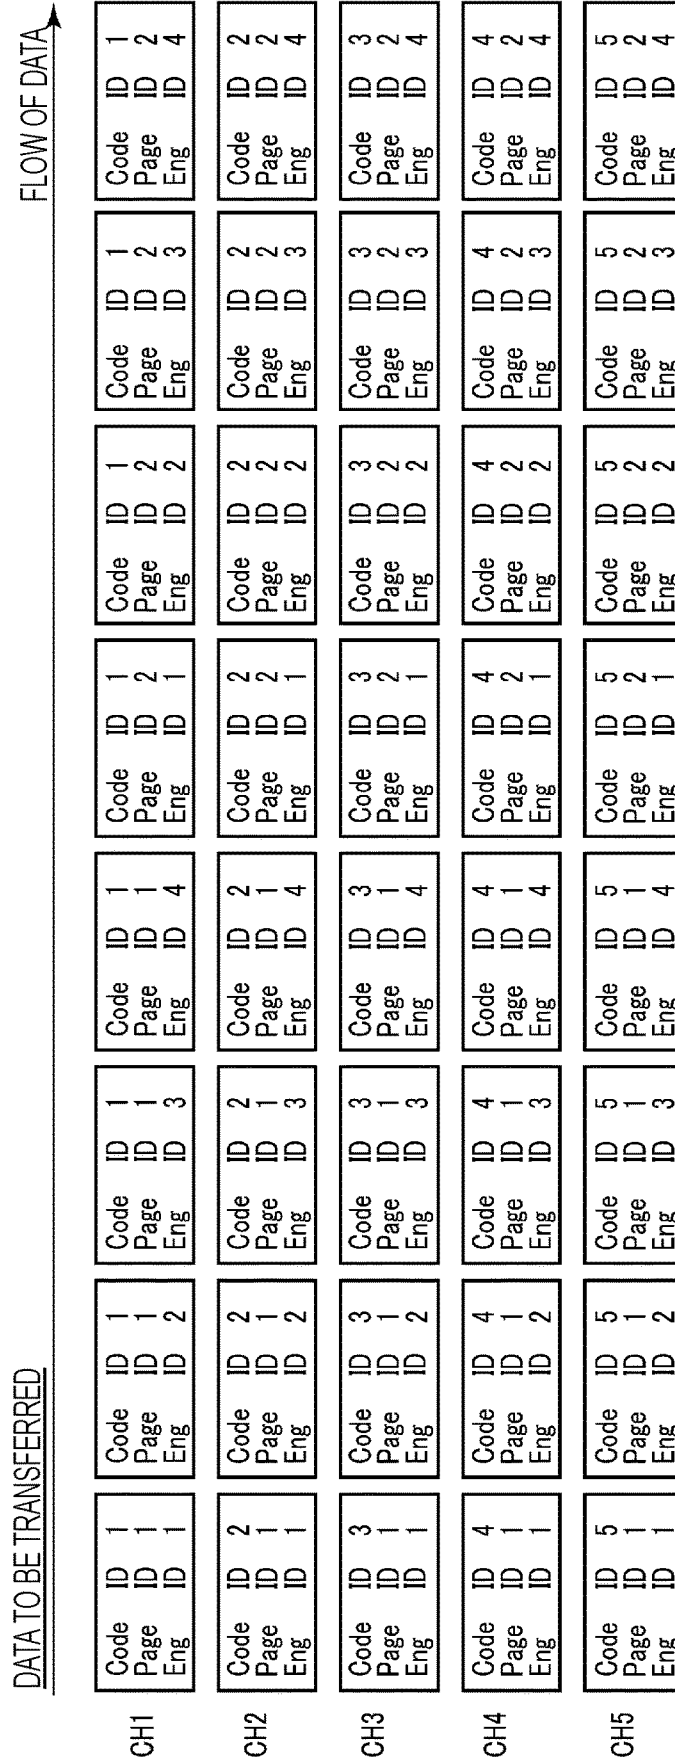 DATA TO BE TRANSFERRED
FLOW OF DATA
CH1
Code ID 1
Page ID 1
Eng ID 1
Code ID 1
Page ID 1
Eng ID 2
Code ID 1
Page ID 1
Eng ID 3
Code ID 1
Page ID 1
Eng ID 4
Code ID 1
Page ID 2
Eng ID 1
Code ID 1
Page ID 2
Eng ID 2
Code ID 1
Page ID 2
Eng ID 3
Code ID 1
Page ID 2
Eng ID 4
CH2
Code ID 2
Page ID 1
Eng ID 1
Code ID 2
Page ID 1
Eng ID 2
Code ID 2
Page ID 1
Eng ID 3
Code ID 2
Page ID 1
Eng ID 4
Code ID 2
Page ID 2
Eng ID 1
Code ID 2
Page ID 2
Eng ID 2
Code ID 2
Page ID 2
Eng ID 3
Code ID 2
Page ID 2
Eng ID 4
CH3
Code ID 3
Page ID 1
Eng ID 1
Code ID 3
Page ID 1
Eng ID 2
Code ID 3
Page ID 1
Eng ID 3
Code ID 3
Page ID 1
Eng ID 4
Code ID 3
Page ID 2
Eng ID 1
Code ID 3
Page ID 2
Eng ID 2
Code ID 3
Page ID 2
Eng ID 3
Code ID 3
Page ID 2
Eng ID 4
CH4
Code ID 4
Page ID 1
Eng ID 1
Code ID 4
Page ID 1
Eng ID 2
Code ID 4
Page ID 1
Eng ID 3
Code ID 4
Page ID 1
Eng ID 4
Code ID 4
Page ID 2
Eng ID 1
Code ID 4
Page ID 2
Eng ID 2
Code ID 4
Page ID 2
Eng ID 3
Code ID 4
Page ID 2
Eng ID 4
CH5
Code ID 5
Page ID 1
Eng ID 1
Code ID 5
Page ID 1
Eng ID 2
Code ID 5
Page ID 1
Eng ID 3
Code ID 5
Page ID 1
Eng ID 4
Code ID 5
Page ID 2
Eng ID 1
Code ID 5
Page ID 2
Eng ID 2
Code ID 5
Page ID 2
Eng ID 3
Code ID 5
Page ID 2
Eng ID 4